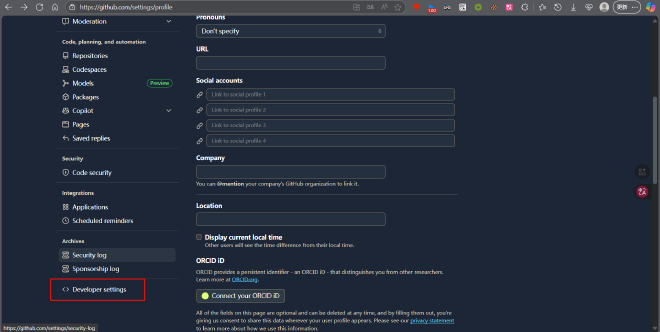 https://github.com/settings/profile
Moderation
Code, planning, and automation
Repositories
Codespaces
Models
Preview
Packages
Copilot
Pages
Saved replies
Security
Code security
Integrations
Applications
Scheduled reminders
Archives
Security log
Sponsorship log
Developer settings
https://github.com/settings/security-log
Pronouns
Don't specify
URL
Social accounts
Link to social profile 1
Link to social profile 2
Link to social profile 3
Link to social profile 4
Company
You can @mention your company's GitHub organization to link it.
Location
Display current local time
Other users will see the time difference from their local time.
ORCID iD
ORCID provides a persistent identifier - an ORCID iD - that distinguishes you from other researchers.
Learn more at ORCID.org.
Connect your ORCID iD
All of the fields on this page are optional and can be deleted at any time, and by filling them out, you're
giving us consent to share this data wherever your user profile appears. Please see our privacy statement
to learn more about how we use this information.